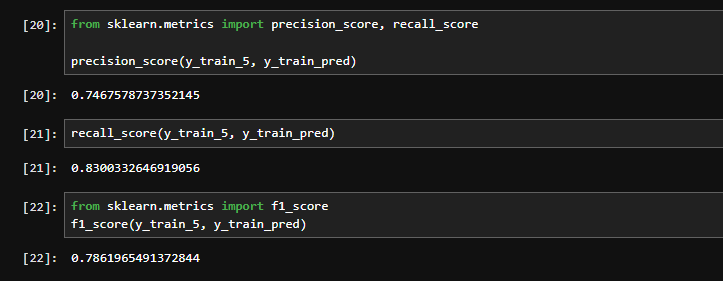 [20]: from sklearn.metrics import precision_score, recall_score
precision_score(y_train_5, y_train_pred)
[20]: 0.7467578737352145
[21]: recall_score(y_train_5, y_train_pred)
[21]: 0.8300332646919056
[22]: from sklearn.metrics import f1_score
f1_score(y_train_5, y_train_pred)
[22]: 0.7861965491372844